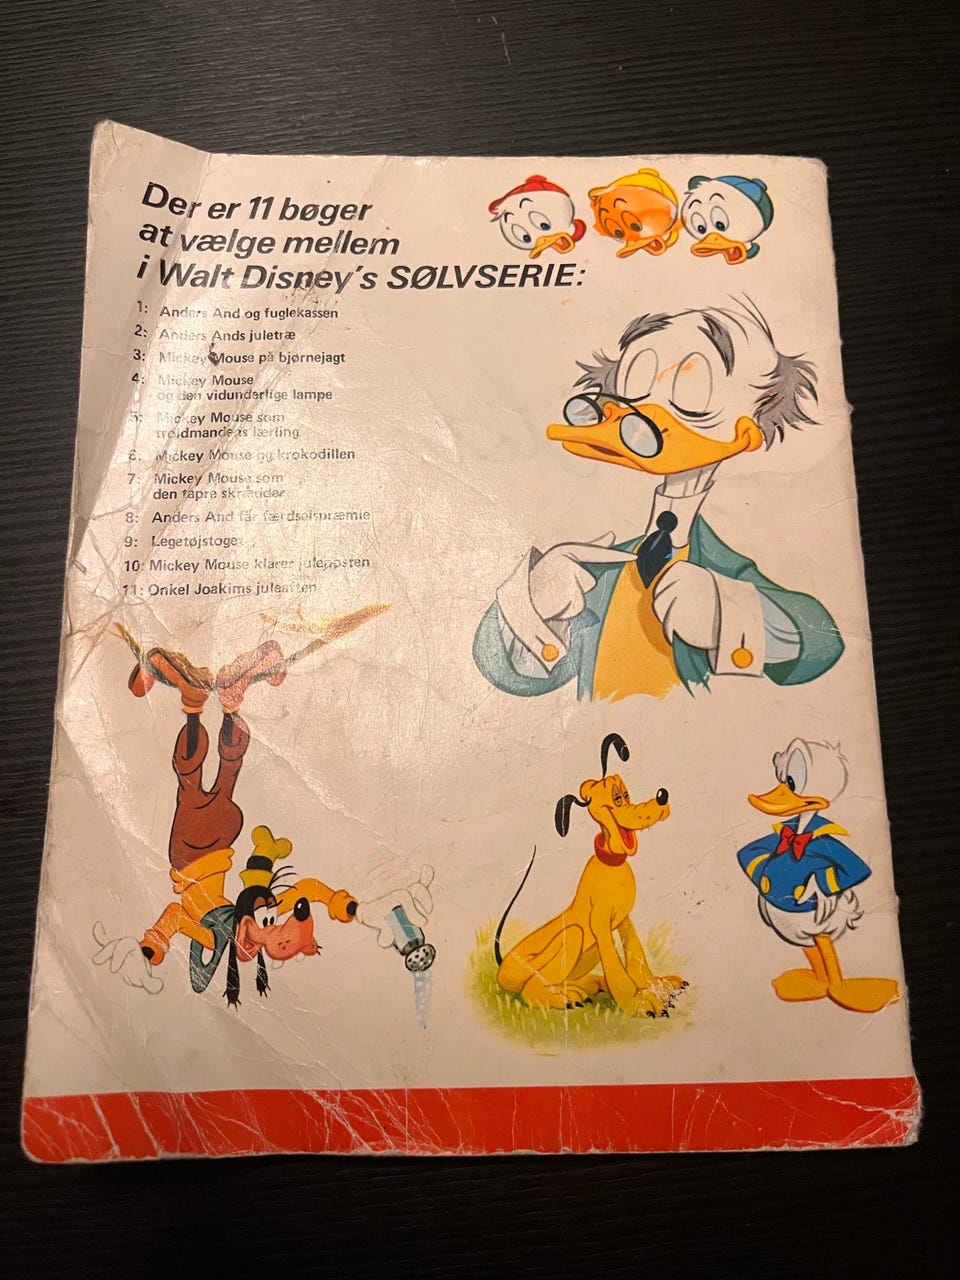 Der er 11 bøger
at vælge mellem
i Walt Disney's SØLVSERIE:
1: Anders And og fuglekassen
2: Anders Ands juletræ
3: Mickey Mouse på bjørnejagt
4: Mickey Mouse
og den vidunderlige lampe
5: Mickey Mouse som
troldmandens lærling
6: Mickey Mouse og krokodillen
7: Mickey Mouse som
den tapre skrædder
8: Anders And får færdselspræmie
9: Legetøjstoget
10: Mickey Mouse klarer juleposten
11: Onkel Joakims juleaften